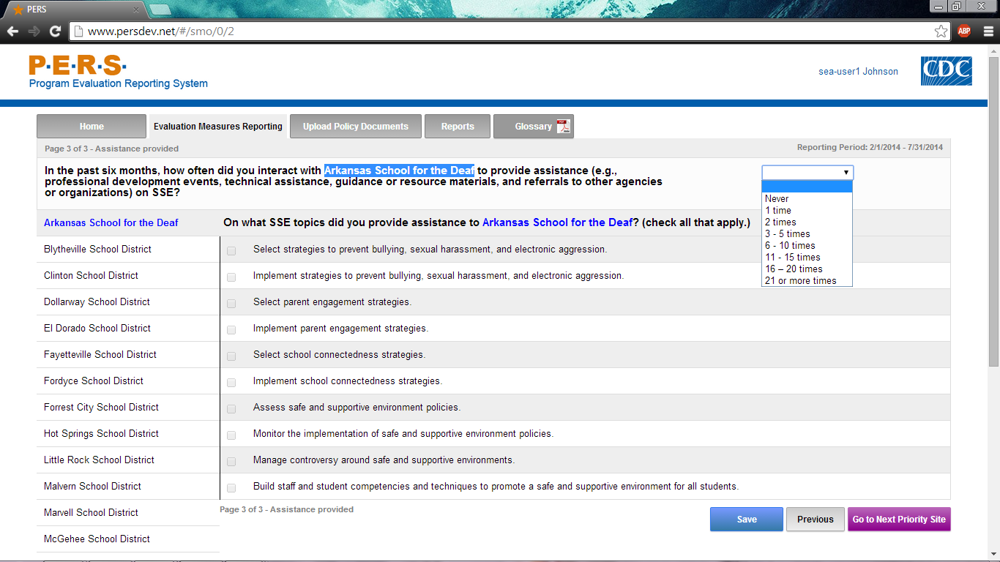 PERS
www.persdev.net/#/smo/0/2
ABP
P·E·R·S·
Program Evaluation Reporting System
sea-user1 Johnson
CDC
Home
Evaluation Measures Reporting
Upload Policy Documents
Reports
Glossary
Page 3 of 3 - Assistance provided
Reporting Period: 2/1/2014 - 7/31/2014
In the past six months, how often did you interact with Arkansas School for the Deaf to provide assistance (e.g.,
professional development events, technical assistance, guidance or resource materials, and referrals to other agencies
or organizations) on SSE?
Never
1 time
2 times
3 - 5 times
6 - 10 times
11 - 15 times
16 – 20 times
21 or more times
Arkansas School for the Deaf
On what SSE topics did you provide assistance to Arkansas School for the Deaf? (check all that apply.)
Blytheville School District
Select strategies to prevent bullying, sexual harassment, and electronic aggression.
Clinton School District
Implement strategies to prevent bullying, sexual harassment, and electronic aggression.
Dollarway School District
Select parent engagement strategies.
El Dorado School District
Implement parent engagement strategies.
Fayetteville School District
Select school connectedness strategies.
Fordyce School District
Implement school connectedness strategies.
Forrest City School District
Assess safe and supportive environment policies.
Hot Springs School District
Monitor the implementation of safe and supportive environment policies.
Little Rock School District
Manage controversy around safe and supportive environments.
Malvern School District
Build staff and student competencies and techniques to promote a safe and supportive environment for all students.
Marvell School District
Page 3 of 3 - Assistance provided
Save
Previous
Go to Next Priority Site
McGehee School District